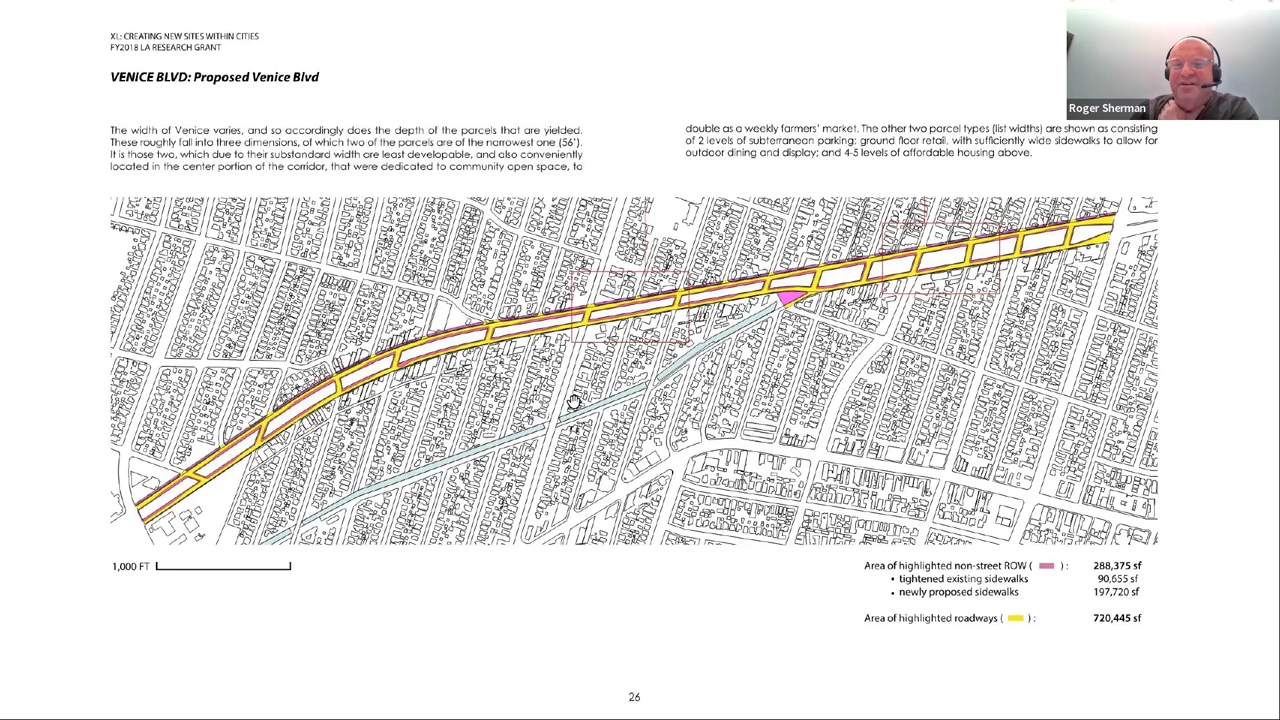 XL: CREATING NEW SITES WITHIN CITIES
FY2018 LA RESEARCH GRANT
VENICE BLVD: Proposed Venice Blvd
The width of Venice varies, and so accordingly does the depth of the parcels that are yielded.
These roughly fall into three dimensions, of which two of the parcels are of the narrowest one (56').
It is those two, which due to their substandard width are least developable, and also conveniently
located in the center portion of the corridor, that were dedicated to community open space, to
double as a weekly farmers' market. The other two parcel types (list widths) are shown as consisting
of 2 levels of subterranean parking; ground floor retail, with sufficiently wide sidewalks to allow for
outdoor dining and display; and 4-5 levels of affordable housing above.
Roger Sherman
1,000 FT
Area of highlighted non-street ROW ( ) : 288,375 sf
• tightened existing sidewalks 90,655 sf
• newly proposed sidewalks 197,720 sf
Area of highlighted roadways ( ) : 720,445 sf
26